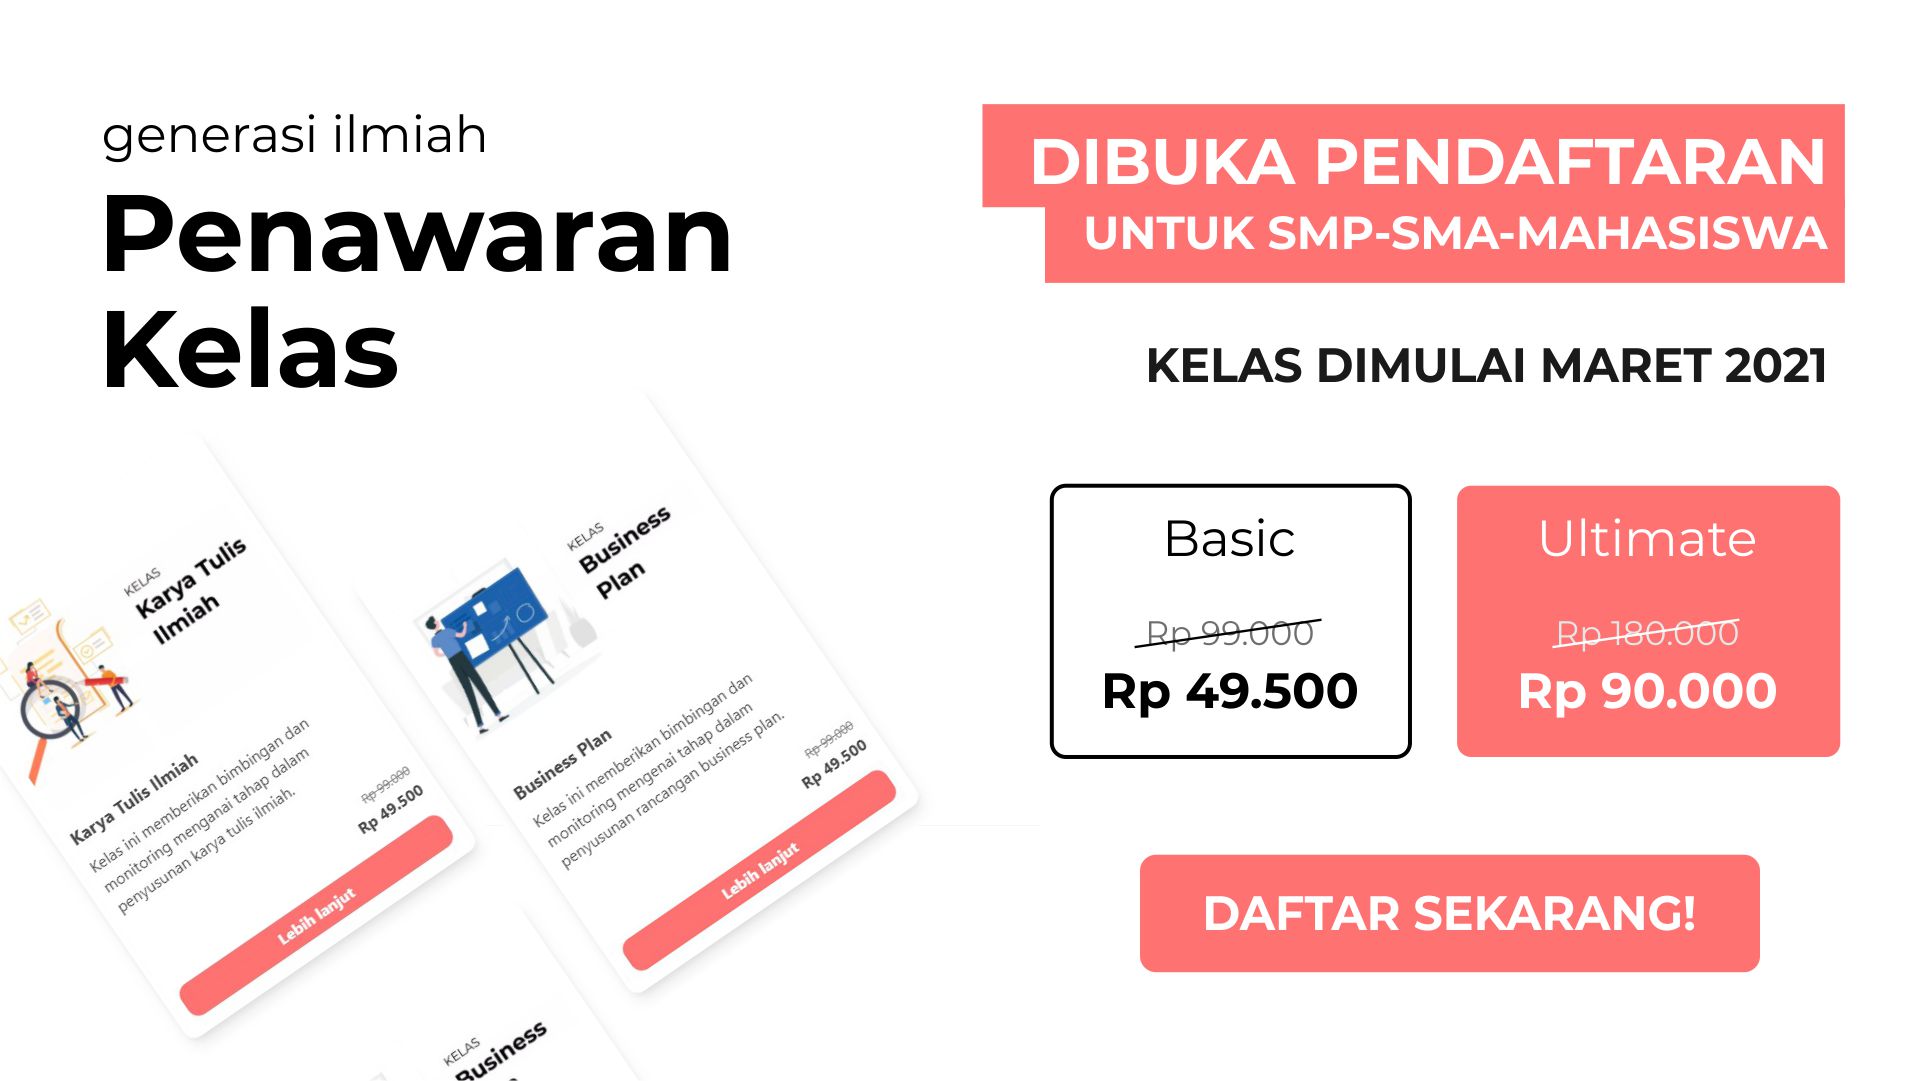 generasi ilmiah
Penawaran
Kelas
DIBUKA PENDAFTARAN
UNTUK SMP-SMA-MAHASISWA
KELAS DIMULAI MARET 2021
Basic
Rp 99.000
Rp 49.500
Ultimate
Rp 180.000
Rp 90.000
DAFTAR SEKARANG!
KELAS
Karya Tulis
Ilmiah
Karya Tulis Ilmiah
Kelas ini memberikan bimbingan dan
monitoring menganai tahap dalam
penyusunan karya tulis ilmiah.
Rp 99.000
Rp 49.500
Lebih lanjut
KELAS
Business
Plan
Business Plan
Kelas ini memberikan bimbingan dan
monitoring mengenai tahap dalam
penyusunan rancangan business plan.
Rp 99.000
Rp 49.500
Lebih lanjut
KELAS
Business